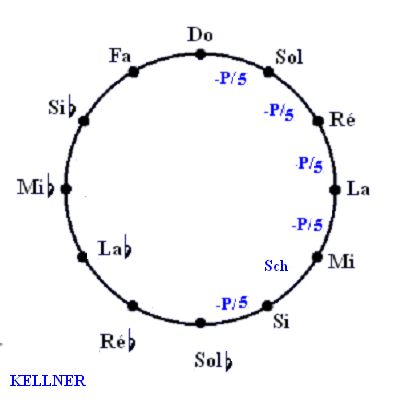 Do
Fa
Sol
-P/5
Si♭
-P/5
Ré
-P/5
Mi♭
La
-P/5
La♭
Sch
Mi
-P/5
Si
Ré♭
Sol♭
KELLNER